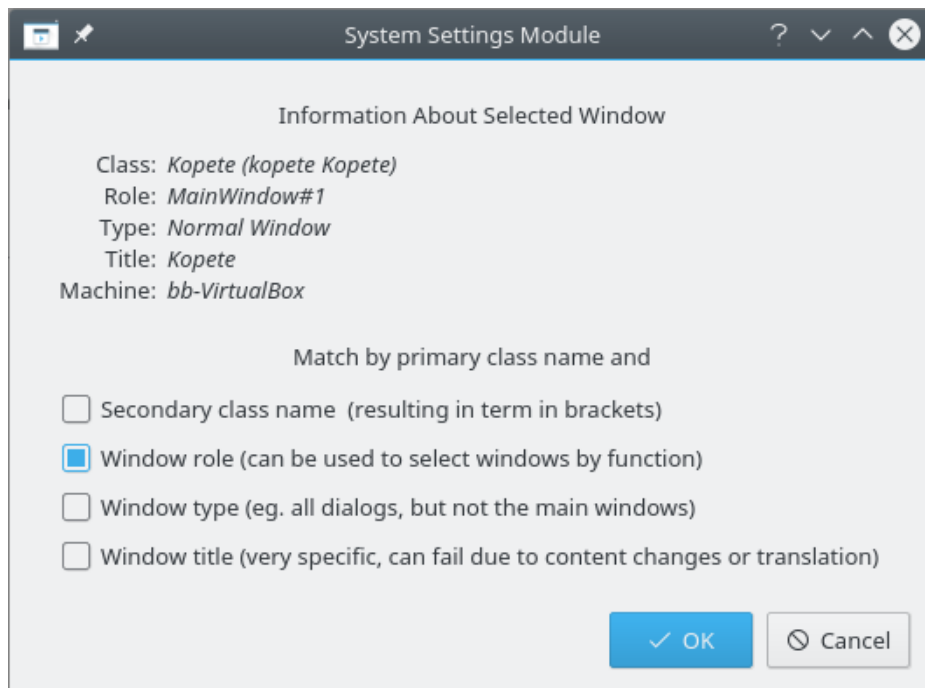 System Settings Module
Information About Selected Window
Class: Kopete (kopete Kopete)
Role: MainWindow#1
Type: Normal Window
Title: Kopete
Machine: bb-VirtualBox
Match by primary class name and
Secondary class name  (resulting in term in brackets)
Window role (can be used to select windows by function)
Window type (eg. all dialogs, but not the main windows)
Window title (very specific, can fail due to content changes or translation)
OK Cancel